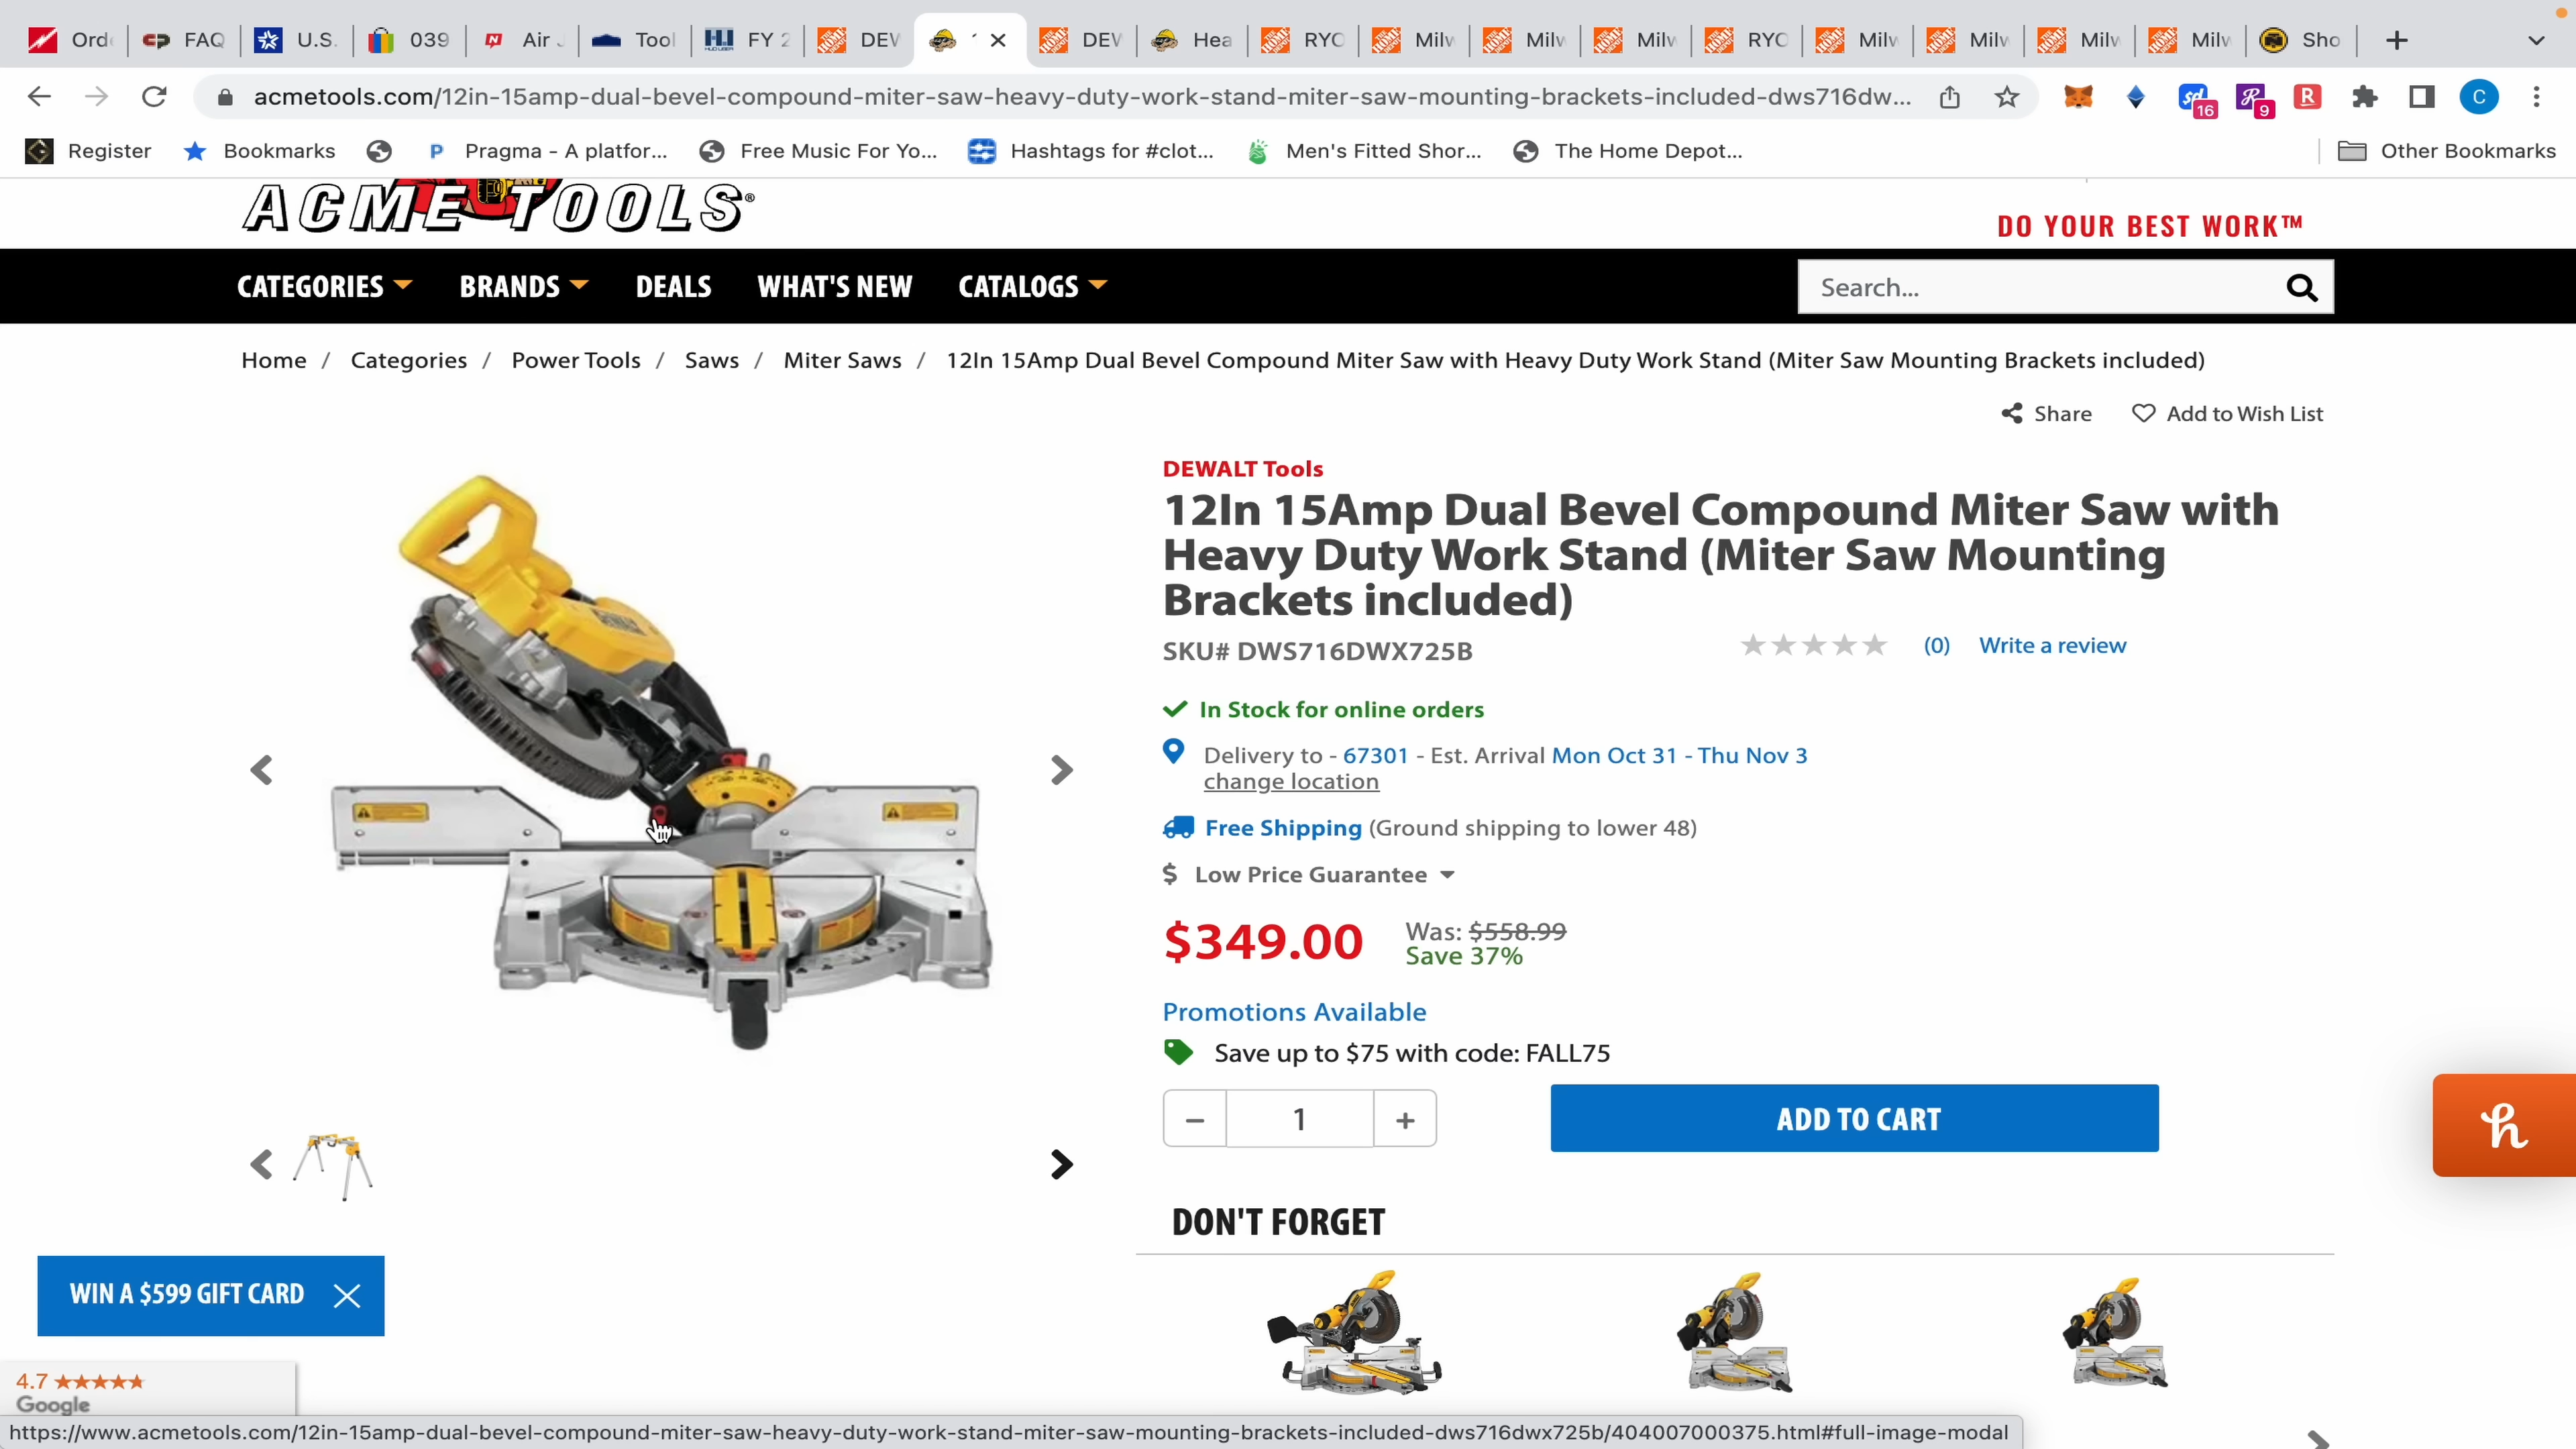 Ord
FAQ
U.S.
039
Air
Tool
FY 2
DEW
DEW
Hea
RYO
Milw
Milw
Milw
RYO
Milw
Milw
Milw
Milw
Sho
acmetools.com/12in-15amp-dual-bevel-compound-miter-saw-heavy-duty-work-stand-miter-saw-mounting-brackets-included-dws716dw...
16
9
C
Register
Bookmarks
Pragma - A platfor...
Free Music For Yo...
Hashtags for #clot...
Men's Fitted Shor...
The Home Depot...
Other Bookmarks
ACME TOOLS®
DO YOUR BEST WORK™
CATEGORIES
BRANDS
DEALS
WHAT'S NEW
CATALOGS
Search...
Home / Categories / Power Tools / Saws / Miter Saws / 12In 15Amp Dual Bevel Compound Miter Saw with Heavy Duty Work Stand (Miter Saw Mounting Brackets included)
Share
Add to Wish List
DEWALT Tools
12In 15Amp Dual Bevel Compound Miter Saw with
Heavy Duty Work Stand (Miter Saw Mounting
Brackets included)
SKU# DWS716DWX725B
(0)
Write a review
In Stock for online orders
Delivery to - 67301 - Est. Arrival Mon Oct 31 - Thu Nov 3
change location
Free Shipping (Ground shipping to lower 48)
$ Low Price Guarantee
$349.00
Was: $558.99
Save 37%
Promotions Available
Save up to $75 with code: FALL75
− 1 +
ADD TO CART
DON'T FORGET
WIN A $599 GIFT CARD
4.7
Google
https://www.acmetools.com/12in-15amp-dual-bevel-compound-miter-saw-heavy-duty-work-stand-miter-saw-mounting-brackets-included-dws716dwx725b/404007000375.html#full-image-modal